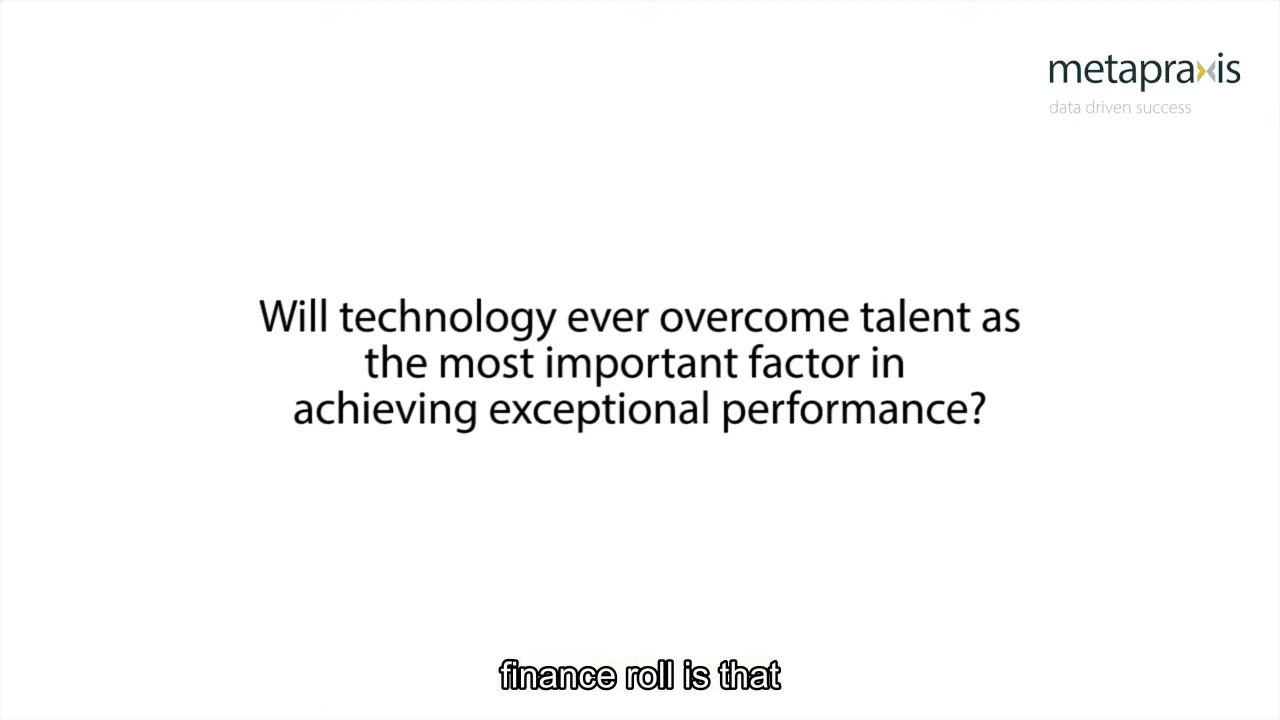 metapraxis
data driven success
Will technology ever overcome talent as
the most important factor in
achieving exceptional performance?
finance roll is that